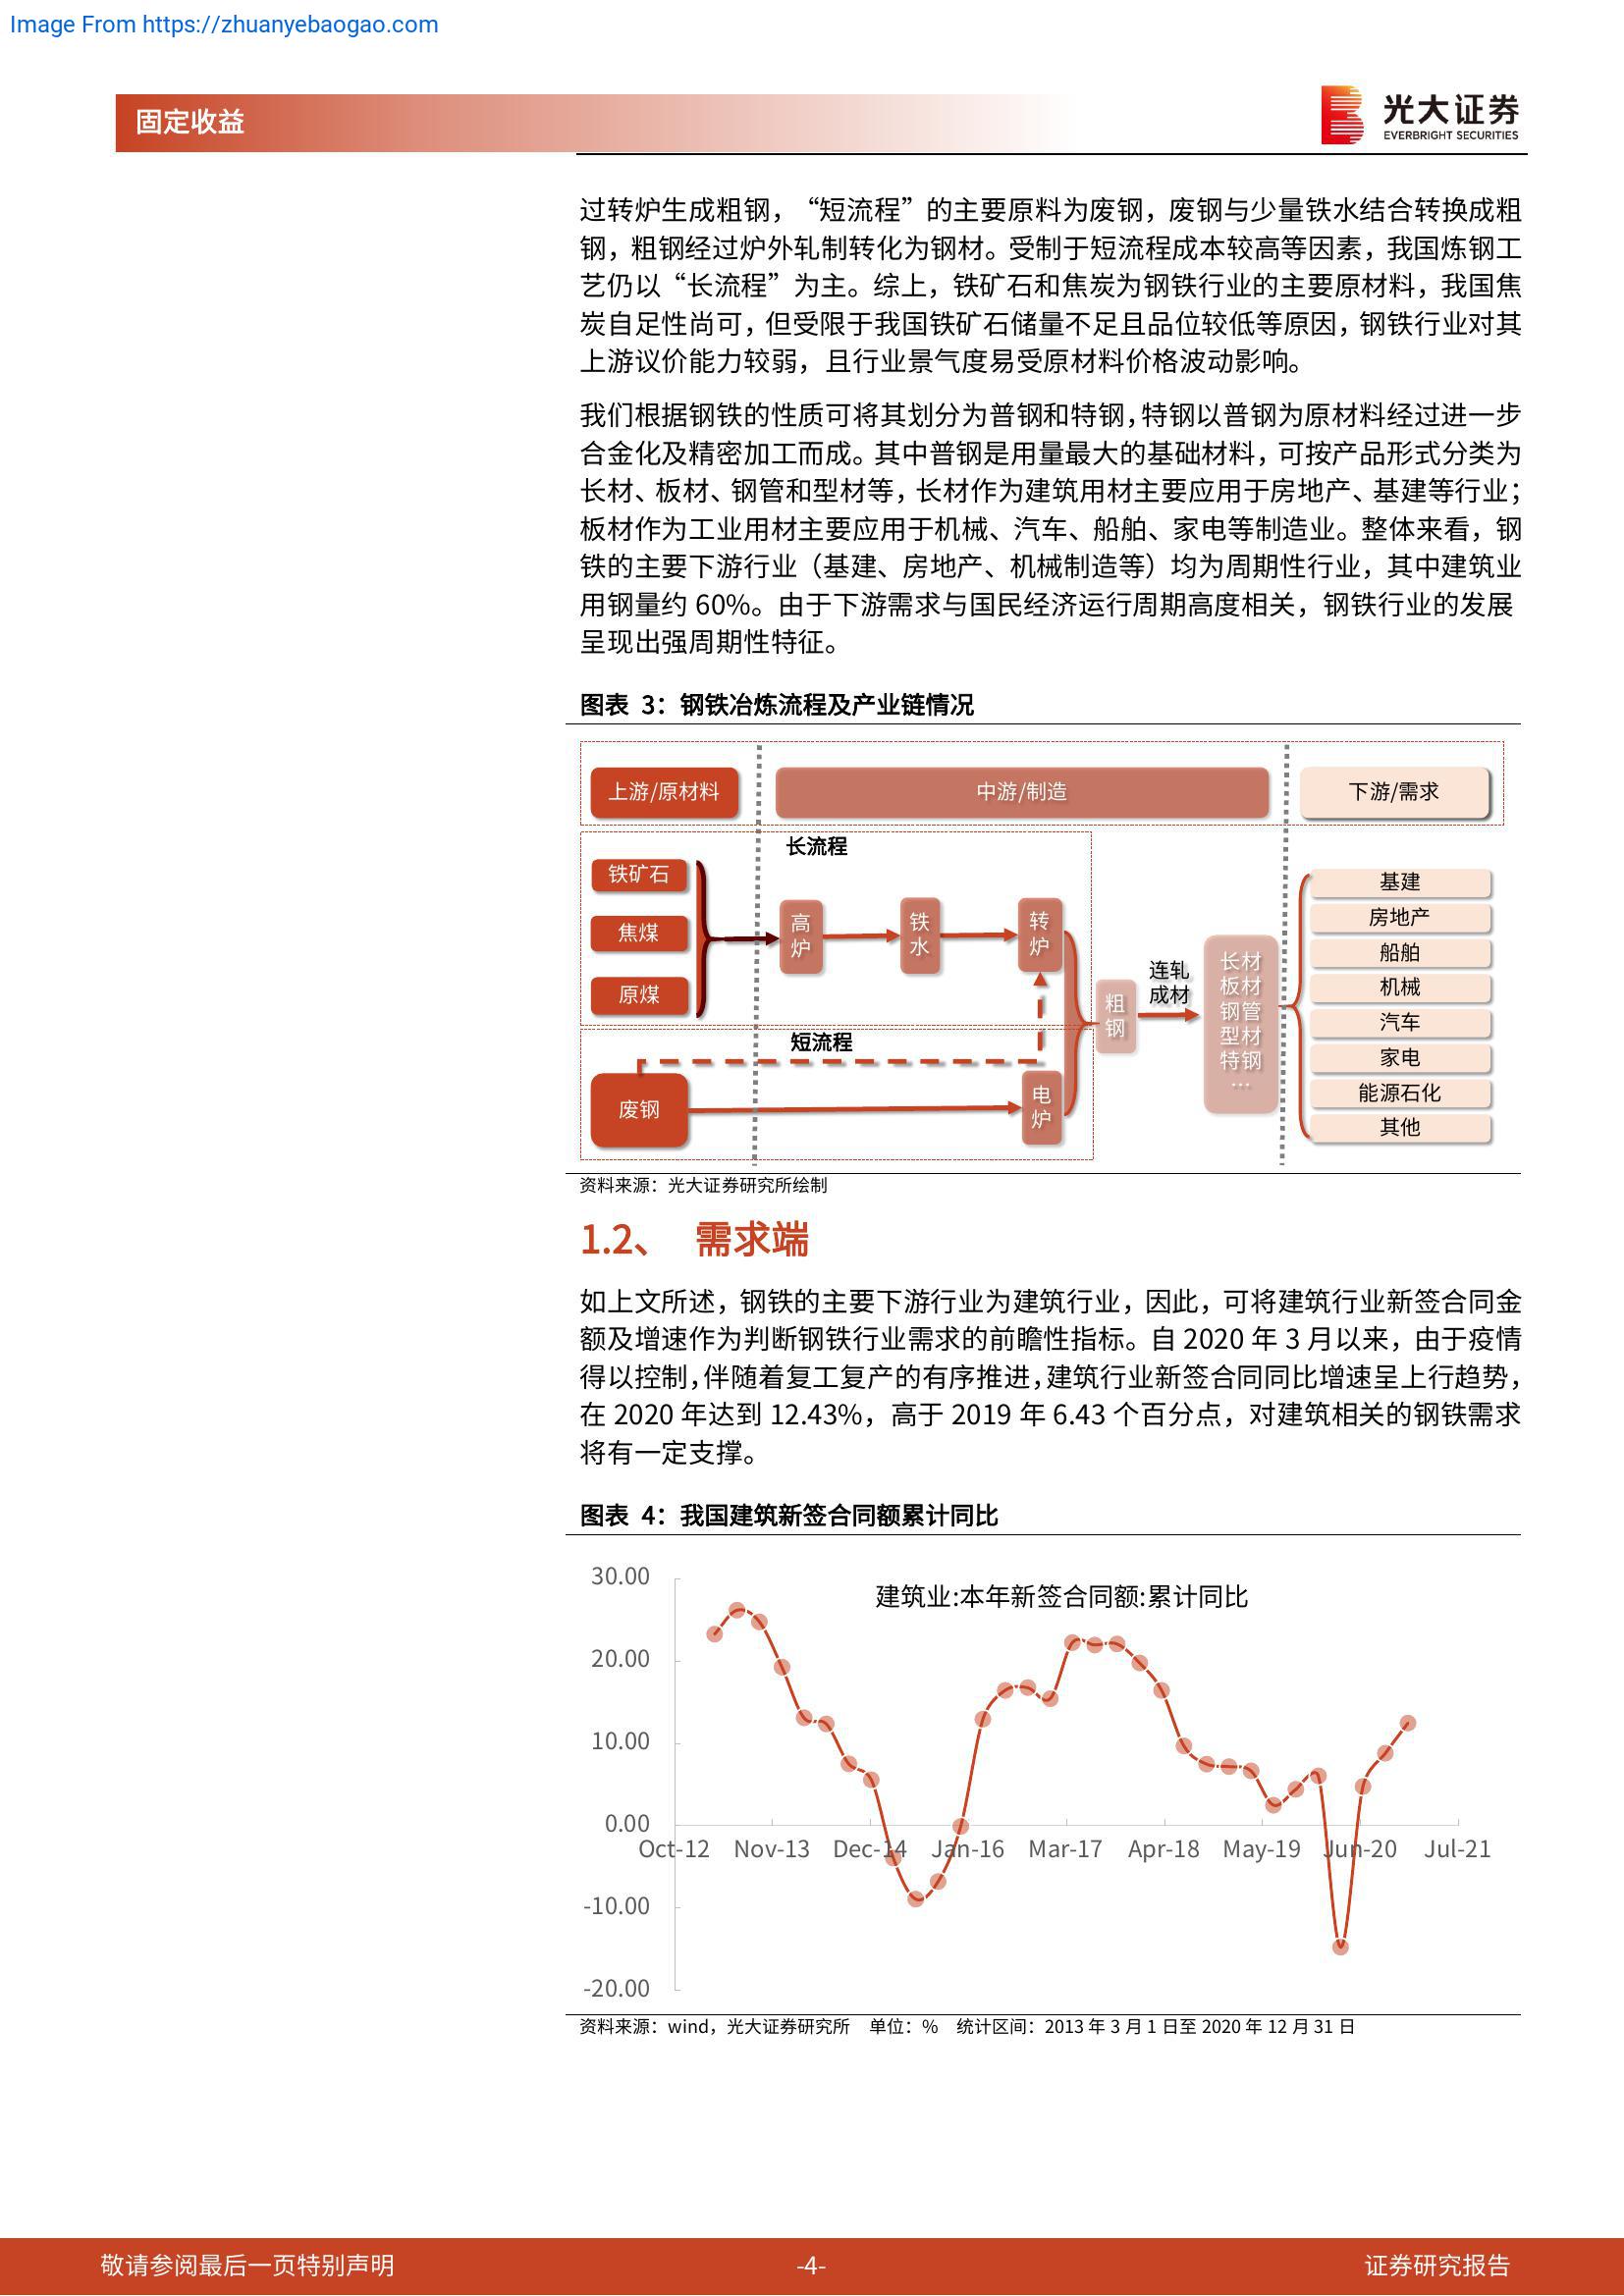 Image From https://zhuanyebaogao.com
固定收益
光大证券
EVERBRIGHT SECURITIES
过转炉生成粗钢，“短流程”的主要原料为废钢，废钢与少量铁水结合转换成粗
钢，粗钢经过炉外轧制转化为钢材。受制于短流程成本较高等因素，我国炼钢工
艺仍以“长流程”为主。综上，铁矿石和焦炭为钢铁行业的主要原材料，我国焦
炭自足性尚可，但受限于我国铁矿石储量不足且品位较低等原因，钢铁行业对其
上游议价能力较弱，且行业景气度易受原材料价格波动影响。
我们根据钢铁的性质可将其划分为普钢和特钢，特钢以普钢为原材料经过进一步
合金化及精密加工而成。其中普钢是用量最大的基础材料，可按产品形式分类为
长材、板材、钢管和型材等，长材作为建筑用材主要应用于房地产、基建等行业；
板材作为工业用材主要应用于机械、汽车、船舶、家电等制造业。整体来看，钢
铁的主要下游行业（基建、房地产、机械制造等）均为周期性行业，其中建筑业
用钢量约 60%。由于下游需求与国民经济运行周期高度相关，钢铁行业的发展
呈现出强周期性特征。
图表 3：钢铁冶炼流程及产业链情况
上游/原材料
中游/制造
下游/需求
长流程
铁矿石
焦煤
原煤
高
炉
铁
水
转
炉
短流程
废钢
电
炉
粗
钢
连轧
成材
长材
板材
钢管
型材
特钢
…
基建
房地产
船舶
机械
汽车
家电
能源石化
其他
资料来源：光大证券研究所绘制
1.2、 需求端
如上文所述，钢铁的主要下游行业为建筑行业，因此，可将建筑行业新签合同金
额及增速作为判断钢铁行业需求的前瞻性指标。自 2020 年 3 月以来，由于疫情
得以控制，伴随着复工复产的有序推进，建筑行业新签合同同比增速呈上行趋势，
在 2020 年达到 12.43%，高于 2019 年 6.43 个百分点，对建筑相关的钢铁需求
将有一定支撑。
图表 4：我国建筑新签合同额累计同比
建筑业:本年新签合同额:累计同比
30.00
20.00
10.00
0.00
-10.00
-20.00
Oct-12 Nov-13 Dec-14 Jan-16 Mar-17 Apr-18 May-19 Jun-20 Jul-21
资料来源：wind，光大证券研究所 单位：% 统计区间：2013 年 3 月 1 日至 2020 年 12 月 31 日
敬请参阅最后一页特别声明
-4-
证券研究报告